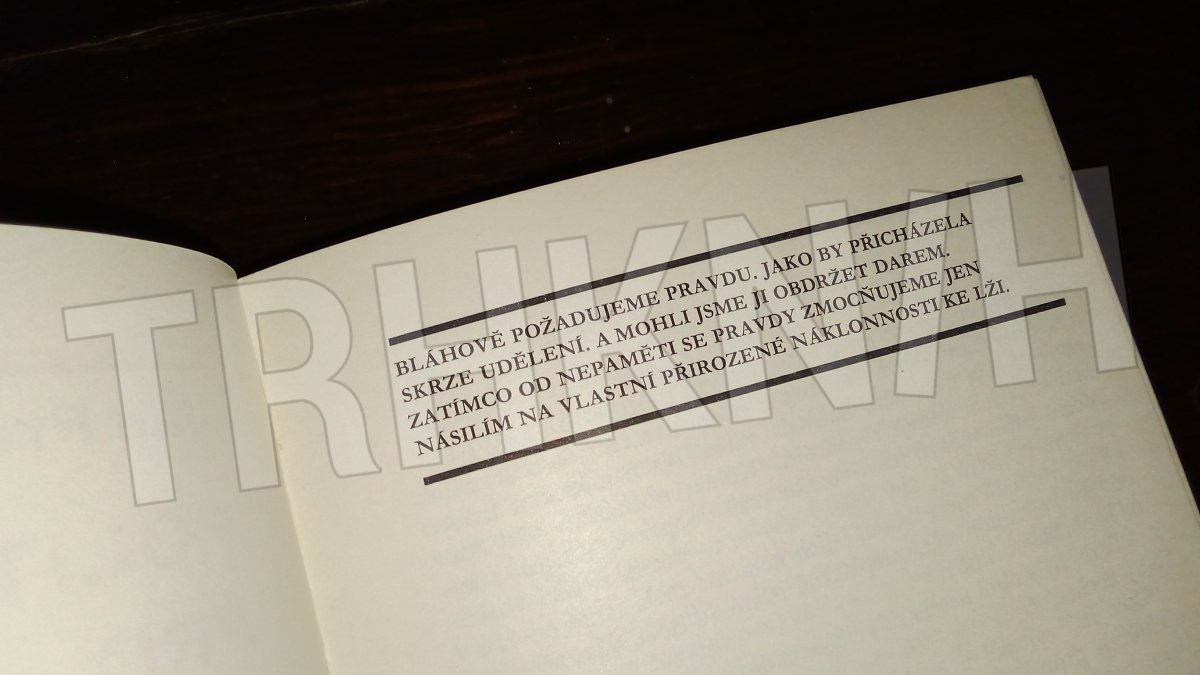 BLÁHOVĚ POŽADUJEME PRAVDU. JAKO BY PŘICHÁZELA
SKRZE UDĚLENÍ. A MOHLI JSME JI OBDRŽET DAREM.
ZATÍMCO OD NEPAMĚTI SE PRAVDY ZMOCŇUJEME JEN
NÁSILÍM NA VLASTNÍ PŘIROZENÉ NÁKLONNOSTI KE LŽI.
TRHKNIH